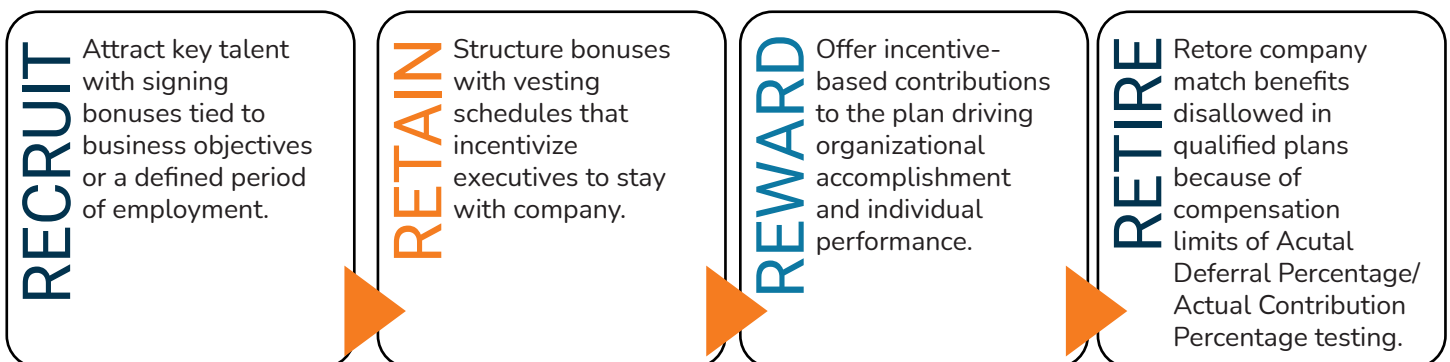 RECRUIT
Attract key talent
with signing
bonuses tied to
business objectives
or a defined period
of employment.
RETAIN
Structure bonuses
with vesting
schedules that
incentivize
executives to stay
with company.
REWARD
Offer incentive-
based contributions
to the plan driving
organizational
accomplishment
and individual
performance.
RETIRE
Retore company
match benefits
disallowed in
qualified plans
because of
compensation
limits of Acutal
Deferral Percentage/
Actual Contribution
Percentage testing.